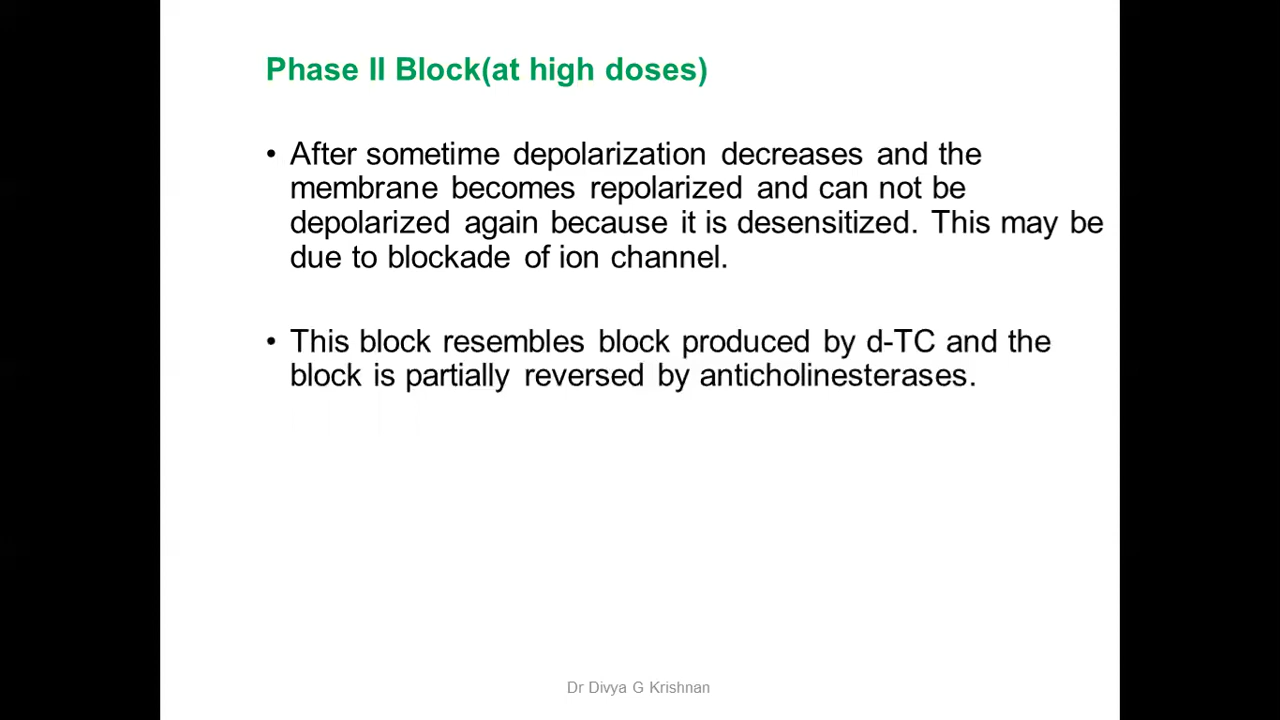 Phase II Block(at high doses)
• After sometime depolarization decreases and the
membrane becomes repolarized and can not be
depolarized again because it is desensitized. This may be
due to blockade of ion channel.
• This block resembles block produced by d-TC and the
block is partially reversed by anticholinesterases.
Dr Divya G Krishnan